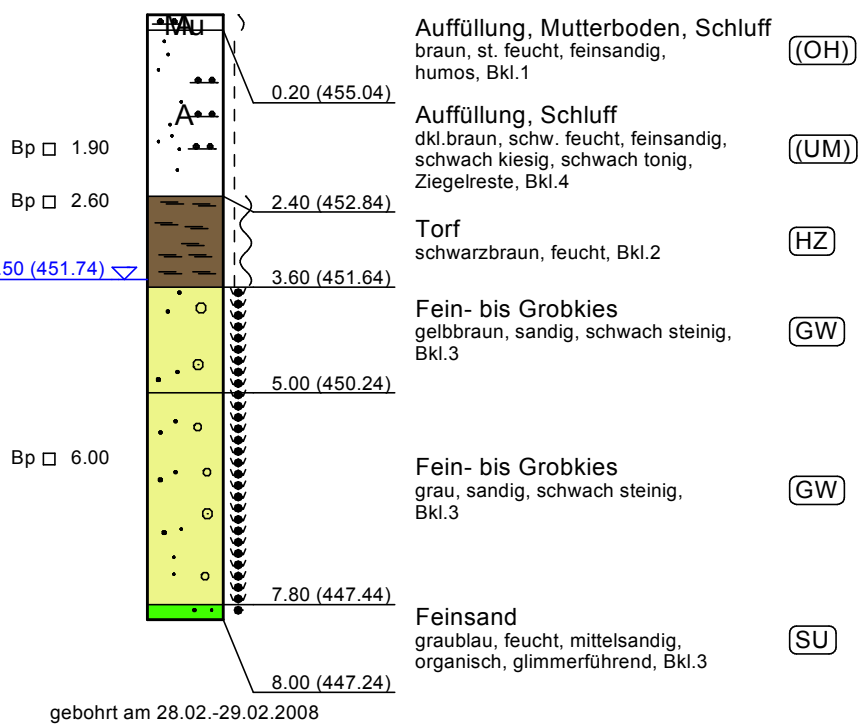 Mu
Auffüllung, Mutterboden, Schluff
braun, st. feucht, feinsandig,
humos, Bkl.1
(OH)
0.20 (455.04)
A
Auffüllung, Schluff
dkl.braun, schw. feucht, feinsandig,
schwach kiesig, schwach tonig,
Ziegelreste, Bkl.4
(UM)
Bp 1.90
Bp 2.60
2.40 (452.84)
Torf
schwarzbraun, feucht, Bkl.2
HZ
.50 (451.74)
3.60 (451.64)
Fein- bis Grobkies
gelbbraun, sandig, schwach steinig,
Bkl.3
GW
5.00 (450.24)
Bp 6.00
Fein- bis Grobkies
grau, sandig, schwach steinig,
Bkl.3
GW
7.80 (447.44)
Feinsand
graublau, feucht, mittelsandig,
organisch, glimmerführend, Bkl.3
SU
8.00 (447.24)
gebohrt am 28.02.-29.02.2008